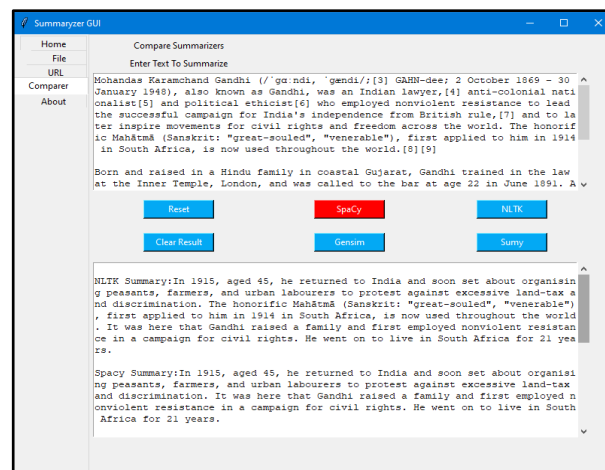 Summaryzer GUI
Home
File
URL
Comparer
About
Compare Summarizers
Enter Text To Summarize
Mohandas Karamchand Gandhi (/ˈɡɑːndi, ˈɡændi/;[3] GAHN-dee; 2 October 1869 – 30
January 1948), also known as Gandhi, was an Indian lawyer,[4] anti-colonial nati
onalist[5] and political ethicist[6] who employed nonviolent resistance to lead
the successful campaign for India's independence from British rule,[7] and to la
ter inspire movements for civil rights and freedom across the world. The honorif
ic Mahātmā (Sanskrit: "great-souled", "venerable"), first applied to him in 1914
in South Africa, is now used throughout the world.[8][9]
Born and raised in a Hindu family in coastal Gujarat, Gandhi trained in the law
at the Inner Temple, London, and was called to the bar at age 22 in June 1891. A
Reset
SpaCy
NLTK
Clear Result
Gensim
Sumy
NLTK Summary:In 1915, aged 45, he returned to India and soon set about organisin
g peasants, farmers, and urban labourers to protest against excessive land-tax a
nd discrimination. The honorific Mahātmā (Sanskrit: "great-souled", "venerable")
, first applied to him in 1914 in South Africa, is now used throughout the world
. It was here that Gandhi raised a family and first employed nonviolent resistan
ce in a campaign for civil rights. He went on to live in South Africa for 21 yea
rs.
Spacy Summary:In 1915, aged 45, he returned to India and soon set about organisi
ng peasants, farmers, and urban labourers to protest against excessive land-tax
and discrimination. It was here that Gandhi raised a family and first employed n
onviolent resistance in a campaign for civil rights. He went on to live in South
Africa for 21 years.